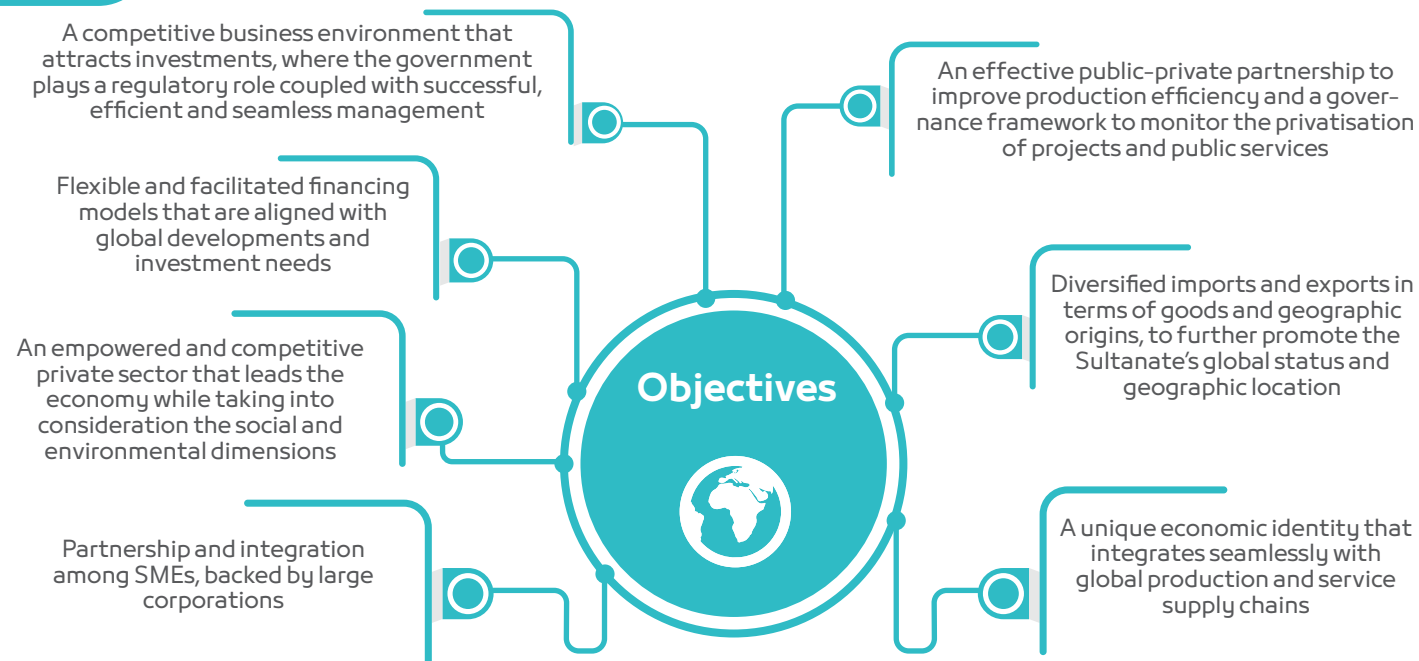 A competitive business environment that
attracts investments, where the government
plays a regulatory role coupled with successful,
efficient and seamless management
Flexible and facilitated financing
models that are aligned with
global developments and
investment needs
An empowered and competitive
private sector that leads the
economy while taking into
consideration the social and
environmental dimensions
Partnership and integration
among SMEs, backed by large
corporations
Objectives
An effective public-private partnership to
improve production efficiency and a gover-
nance framework to monitor the privatisation
of projects and public services
Diversified imports and exports in
terms of goods and geographic
origins, to further promote the
Sultanate's global status and
geographic location
A unique economic identity that
integrates seamlessly with
global production and service
supply chains